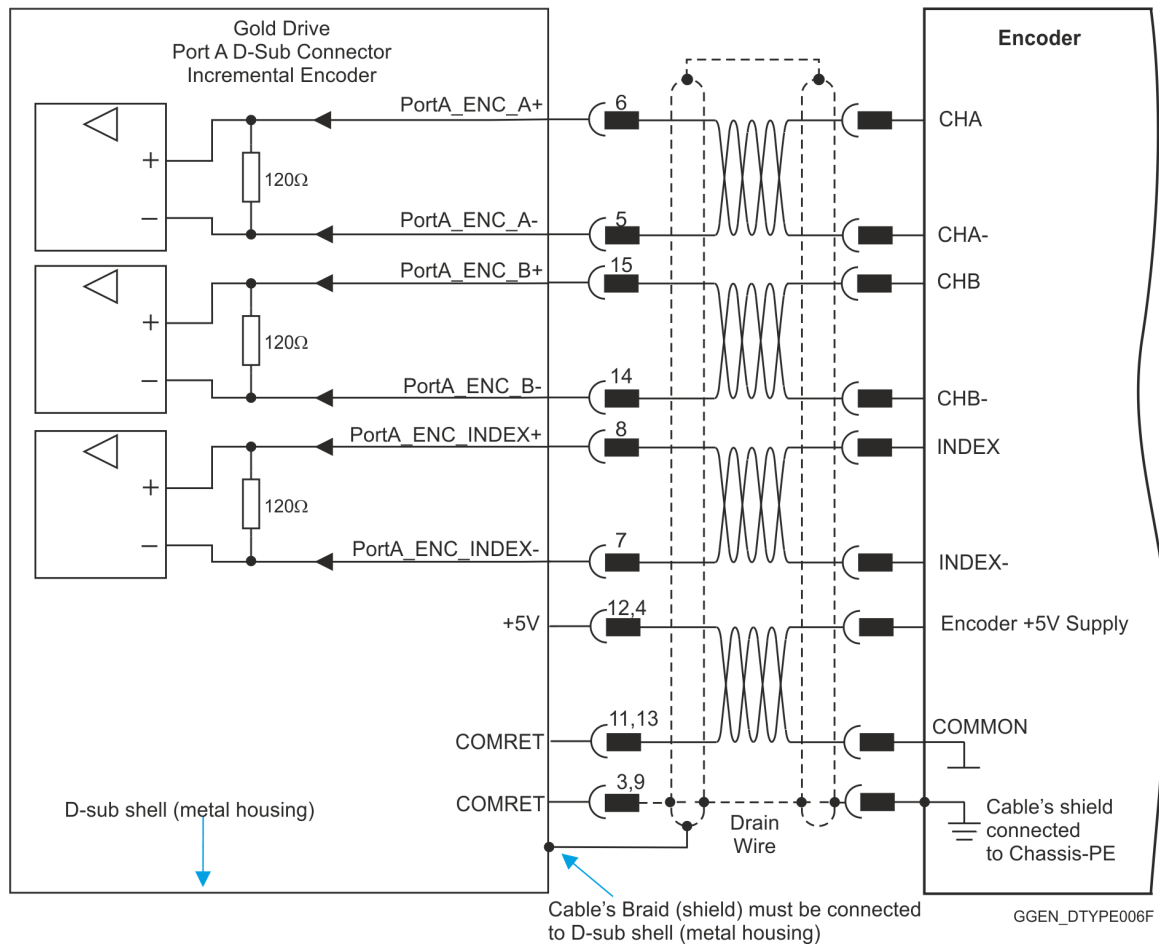 Gold Drive
Port A D-Sub Connector
Incremental Encoder
Encoder
PortA_ENC_A+
6
CHA
+
120Ω
−
PortA_ENC_A-
5
CHA-
PortA_ENC_B+
15
CHB
+
120Ω
−
PortA_ENC_B-
14
CHB-
PortA_ENC_INDEX+
8
INDEX
+
120Ω
−
PortA_ENC_INDEX-
7
INDEX-
+5V
12,4
Encoder +5V Supply
COMRET
11,13
COMMON
COMRET
3,9
Drain
Wire
Cable's shield
connected
to Chassis-PE
D-sub shell (metal housing)
Cable's Braid (shield) must be connected
to D-sub shell (metal housing)
GGEN_DTYPE006F